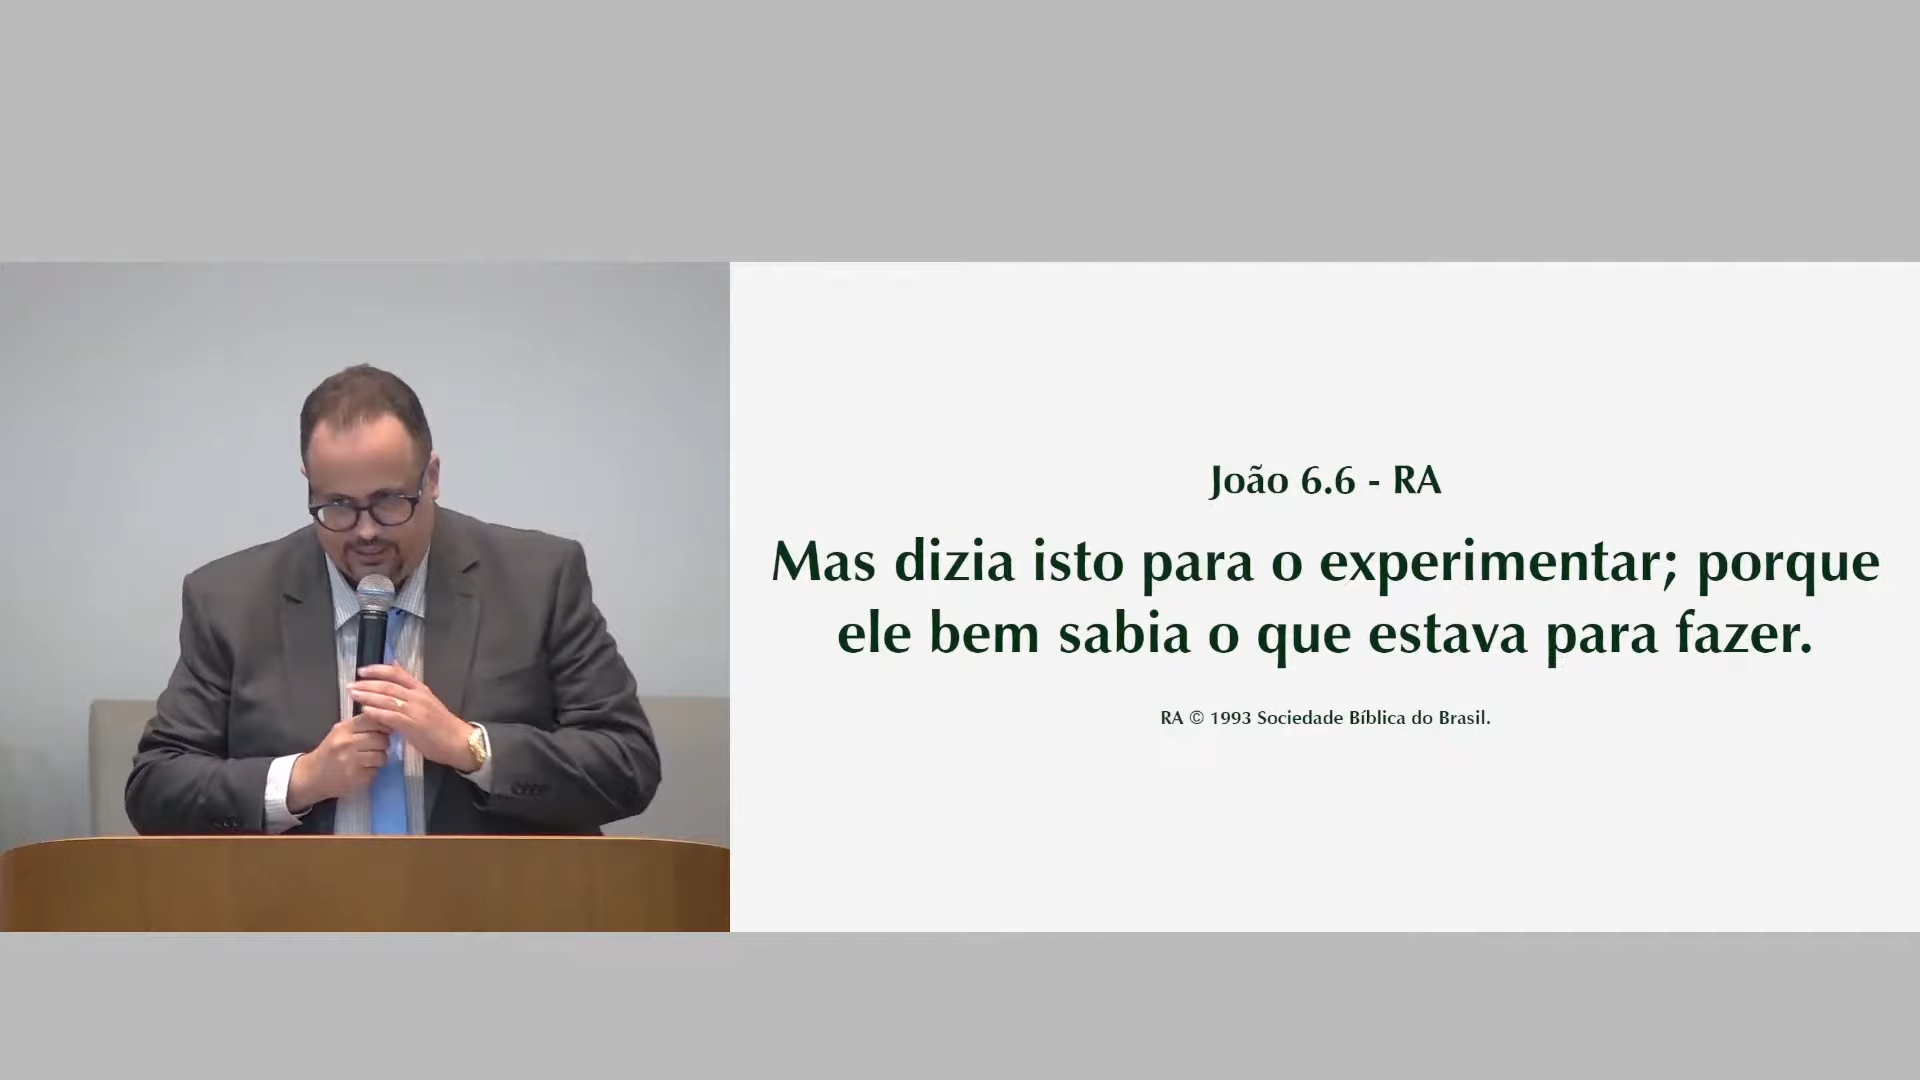 João 6.6 - RA
Mas dizia isto para o experimentar; porque
ele bem sabia o que estava para fazer.
RA © 1993 Sociedade Bíblica do Brasil.